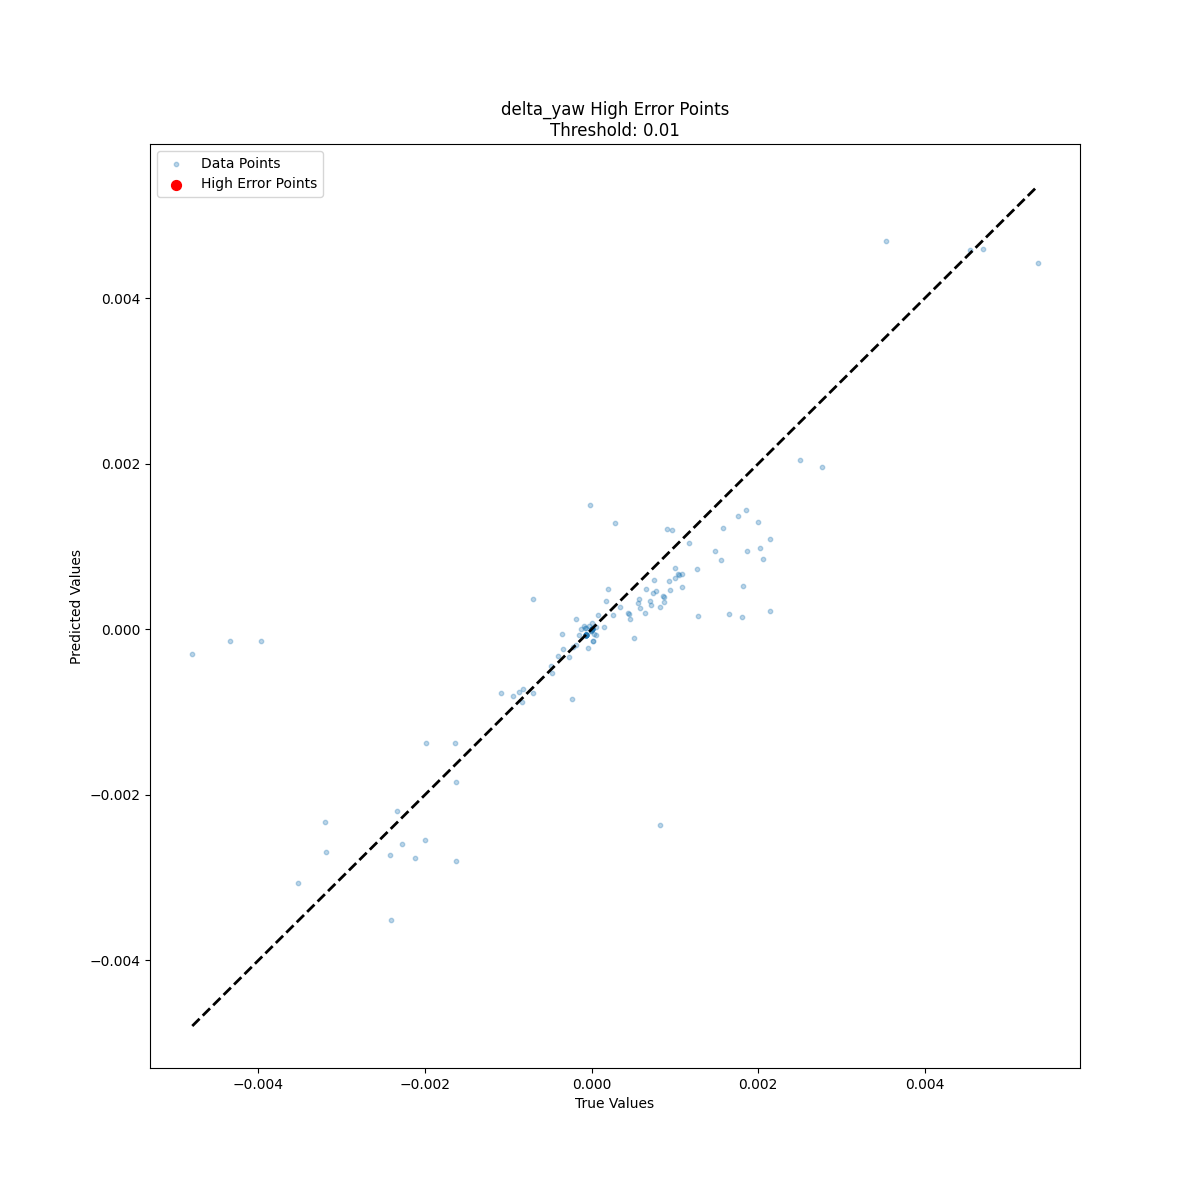 delta_yaw High Error Points
Threshold: 0.01
Data Points
High Error Points
0.004
0.002
0.000
−0.002
−0.004
Predicted Values
−0.004
−0.002
0.000
0.002
0.004
True Values